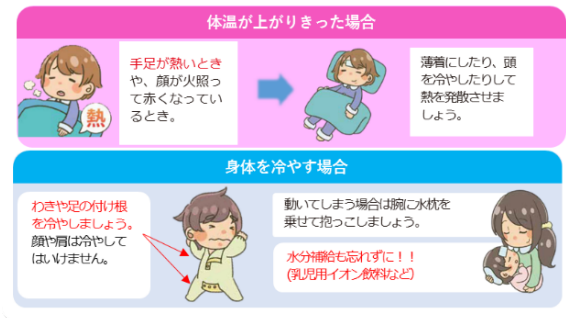 体温が上がりきった場合
手足が熱いとき
や、顔が火照っ
て赤くなってい
るとき。
熱
薄着にしたり、頭
を冷やしたりして
熱を発散させま
しょう。
身体を冷やす場合
わきや足の付け根
を冷やしましょう。
顔や肩は冷やして
はいけません。
動いてしまう場合は腕に水枕を
乗せて抱っこしましょう。
水分補給も忘れずに！！
(乳児用イオン飲料など)